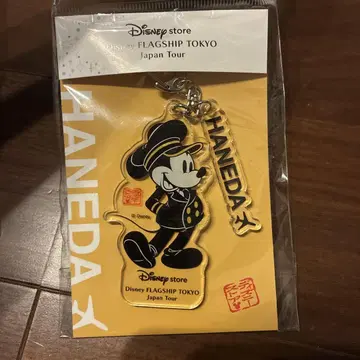 Disney store
Disney FLAGSHIP TOKYO
Japan Tour
HANEDA
HANEDA
Disney store
Disney FLAGSHIP TOKYO
Japan Tour